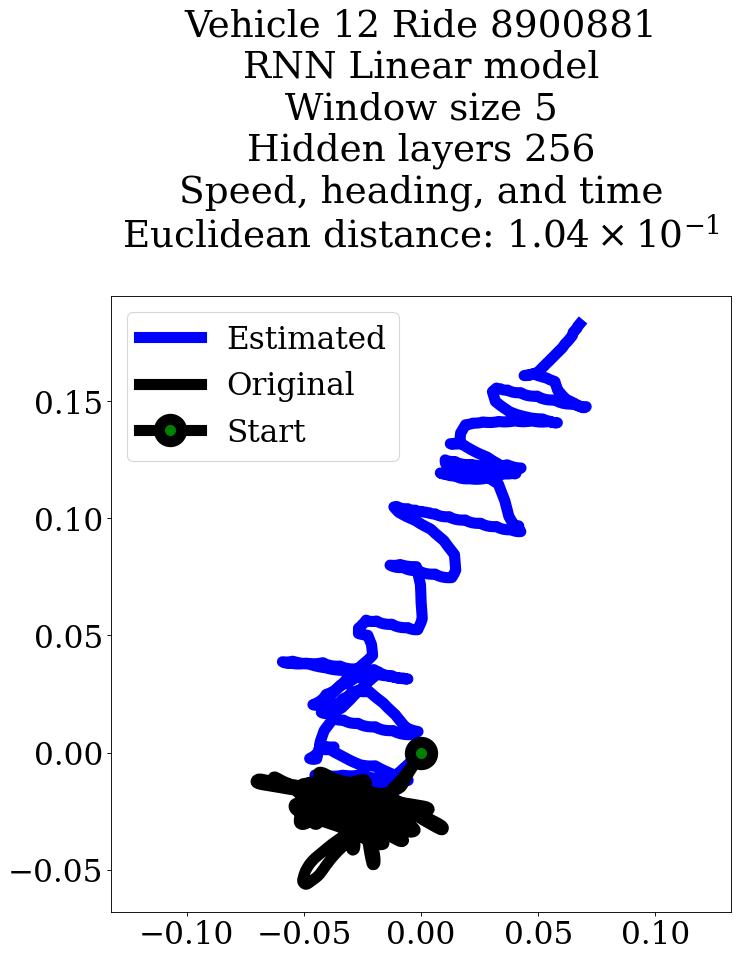 Vehicle 12 Ride 8900881
RNN Linear model
Window size 5
Hidden layers 256
Speed, heading, and time
Euclidean distance: 1.04 × 10⁻¹
Estimated
Original
Start
0.15
0.10
0.05
0.00
−0.05
−0.10 −0.05 0.00 0.05 0.10